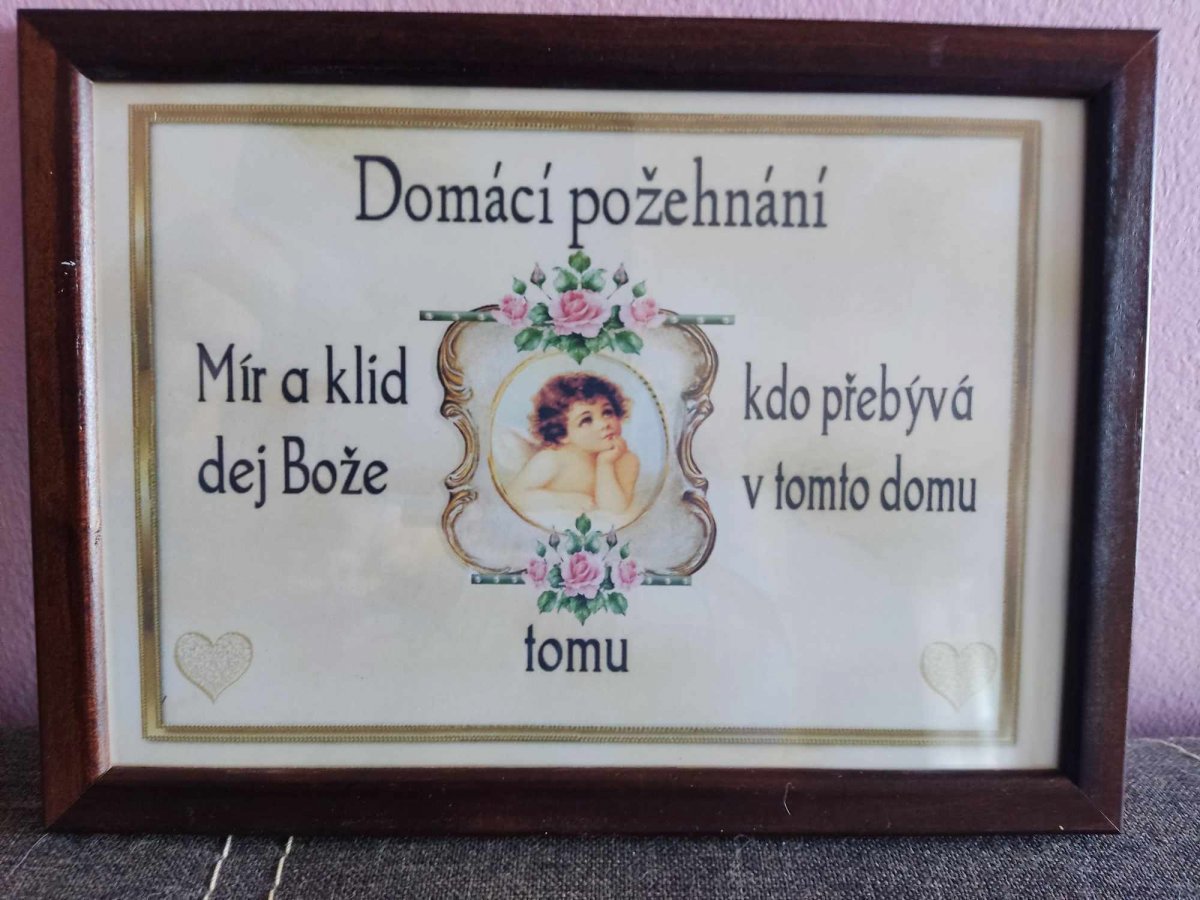 Domácí požehnání
Mír a klid
dej Bože
tomu
kdo přebývá
v tomto domu